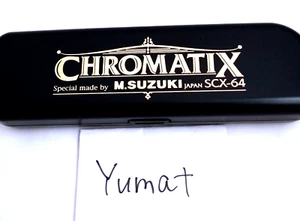 CHROMATIX
Special made by M.SUZUKI JAPAN SCX-64
Yumat